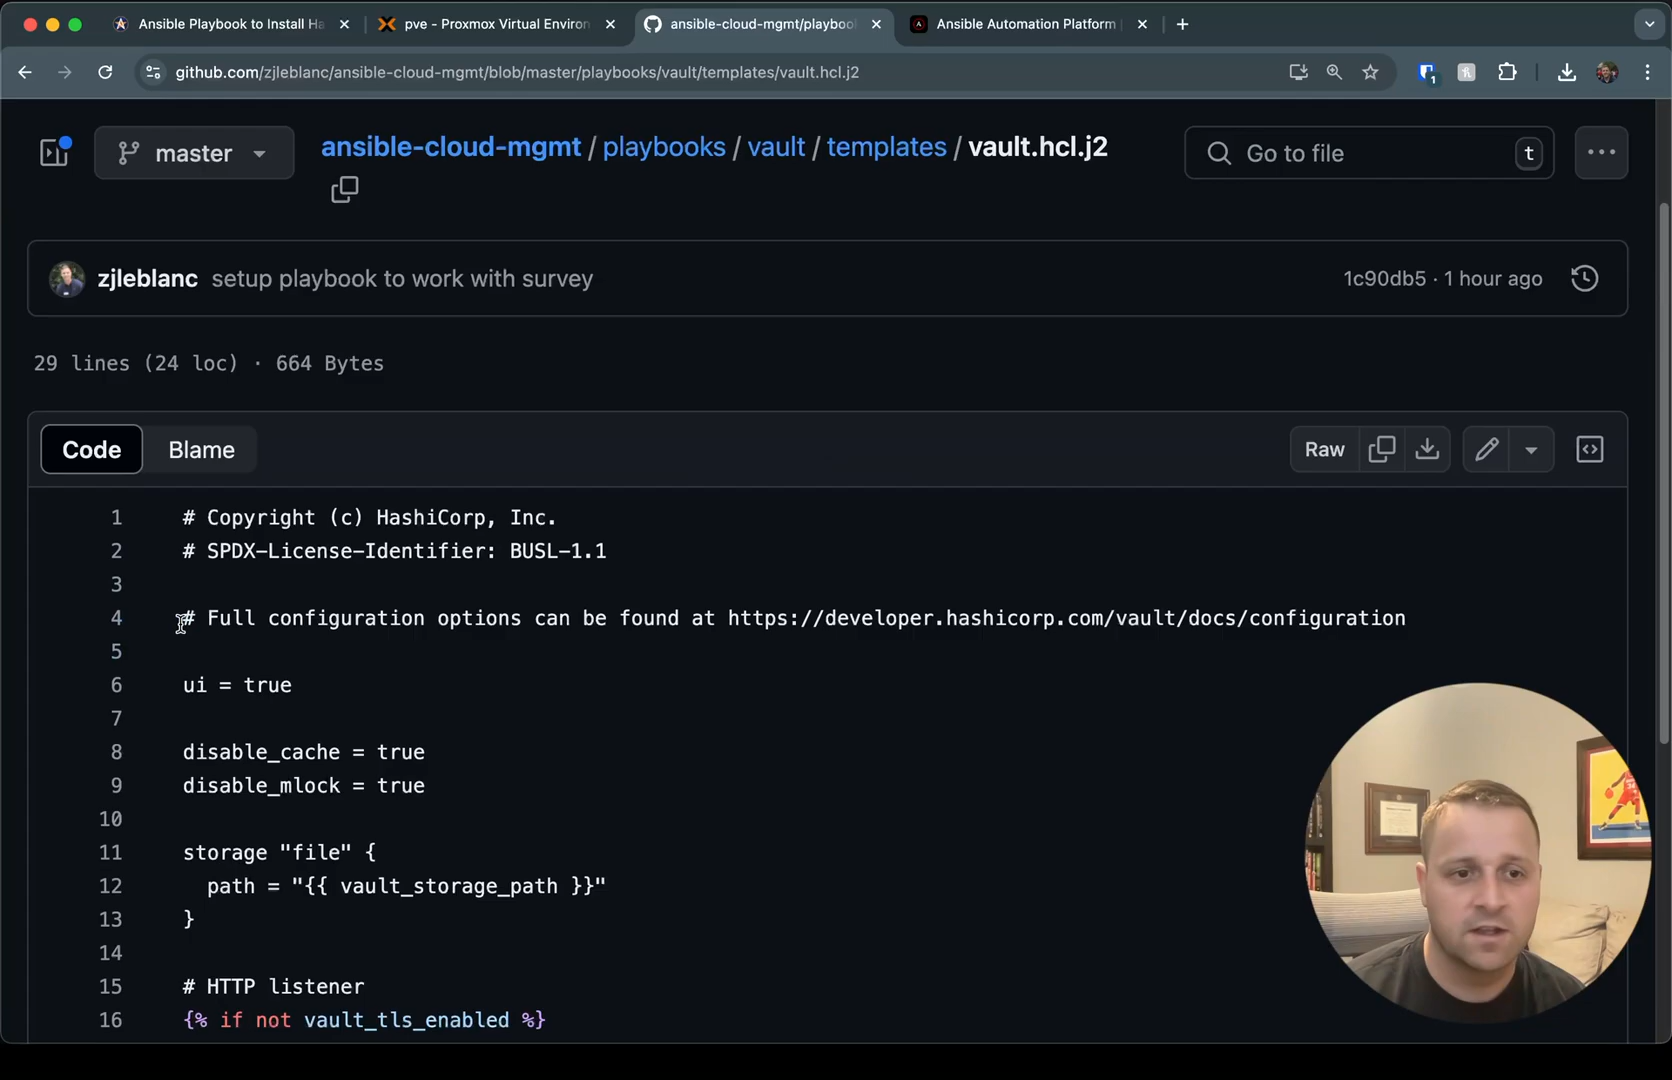 Ansible Playbook to Install Ha
pve - Proxmox Virtual Environ
ansible-cloud-mgmt/playboo
Ansible Automation Platform
github.com/zjleblanc/ansible-cloud-mgmt/blob/master/playbooks/vault/templates/vault.hcl.j2
1
master
ansible-cloud-mgmt / playbooks / vault / templates / vault.hcl.j2
Go to file
t
zjleblanc setup playbook to work with survey
1c90db5 · 1 hour ago
29 lines (24 loc) · 664 Bytes
Code
Blame
Raw
1 # Copyright (c) HashiCorp, Inc.
2 # SPDX-License-Identifier: BUSL-1.1
3
4 # Full configuration options can be found at https://developer.hashicorp.com/vault/docs/configuration
5
6 ui = true
7
8 disable_cache = true
9 disable_mlock = true
10
11 storage "file" {
12 path = "{{ vault_storage_path }}"
13 }
14
15 # HTTP listener
16 {% if not vault_tls_enabled %}